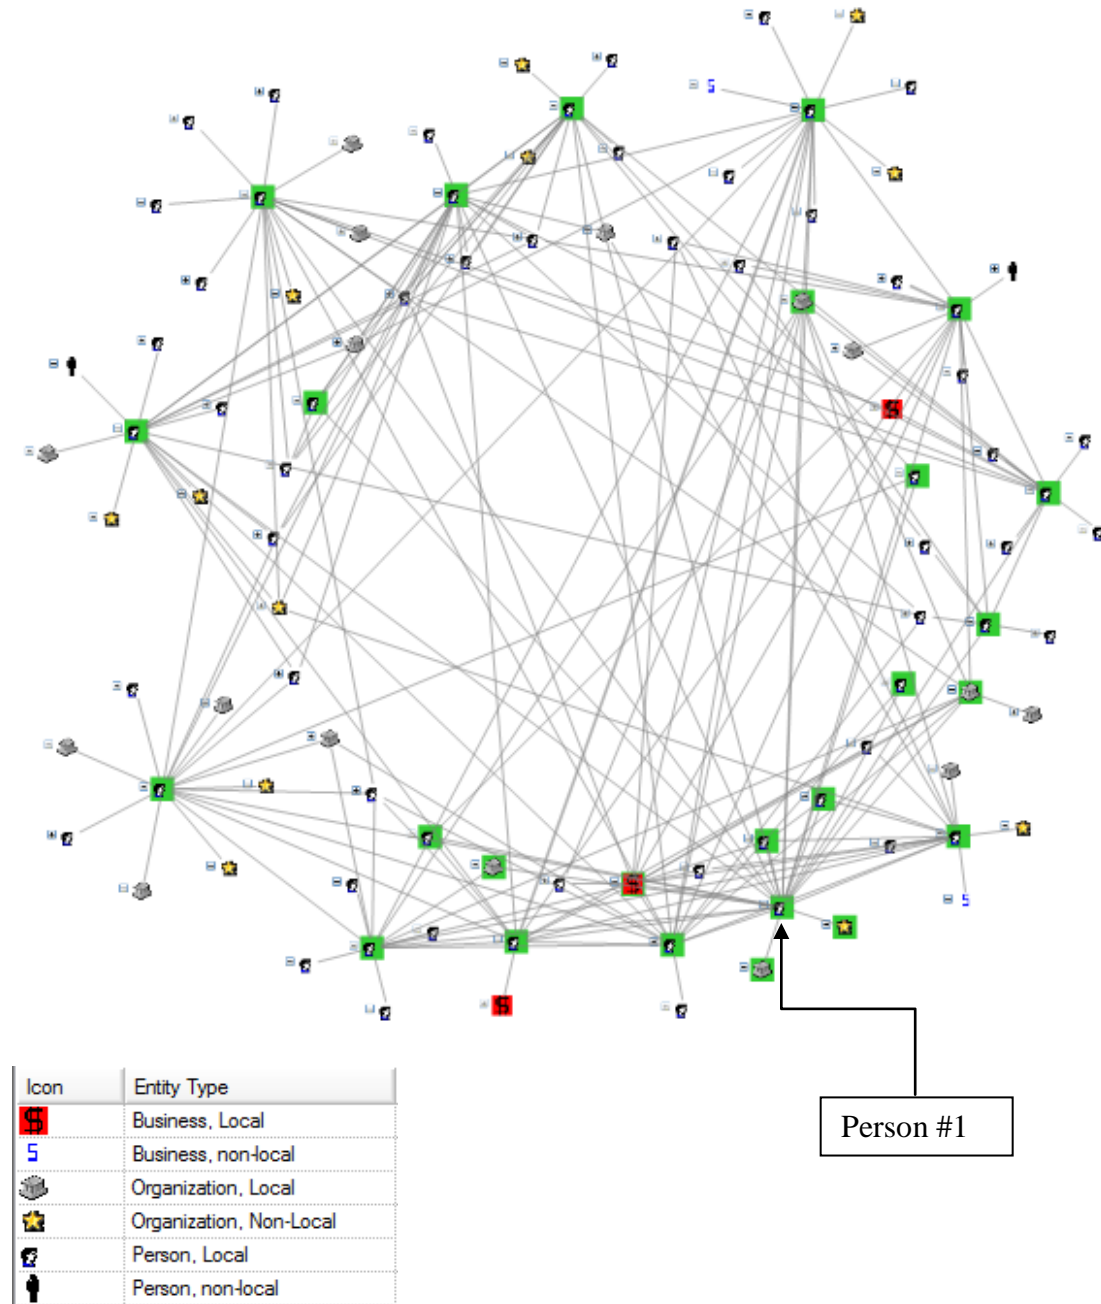 Person #1
Icon Entity Type
Business, Local
Business, non-local
Organization, Local
Organization, Non-Local
Person, Local
Person, non-local